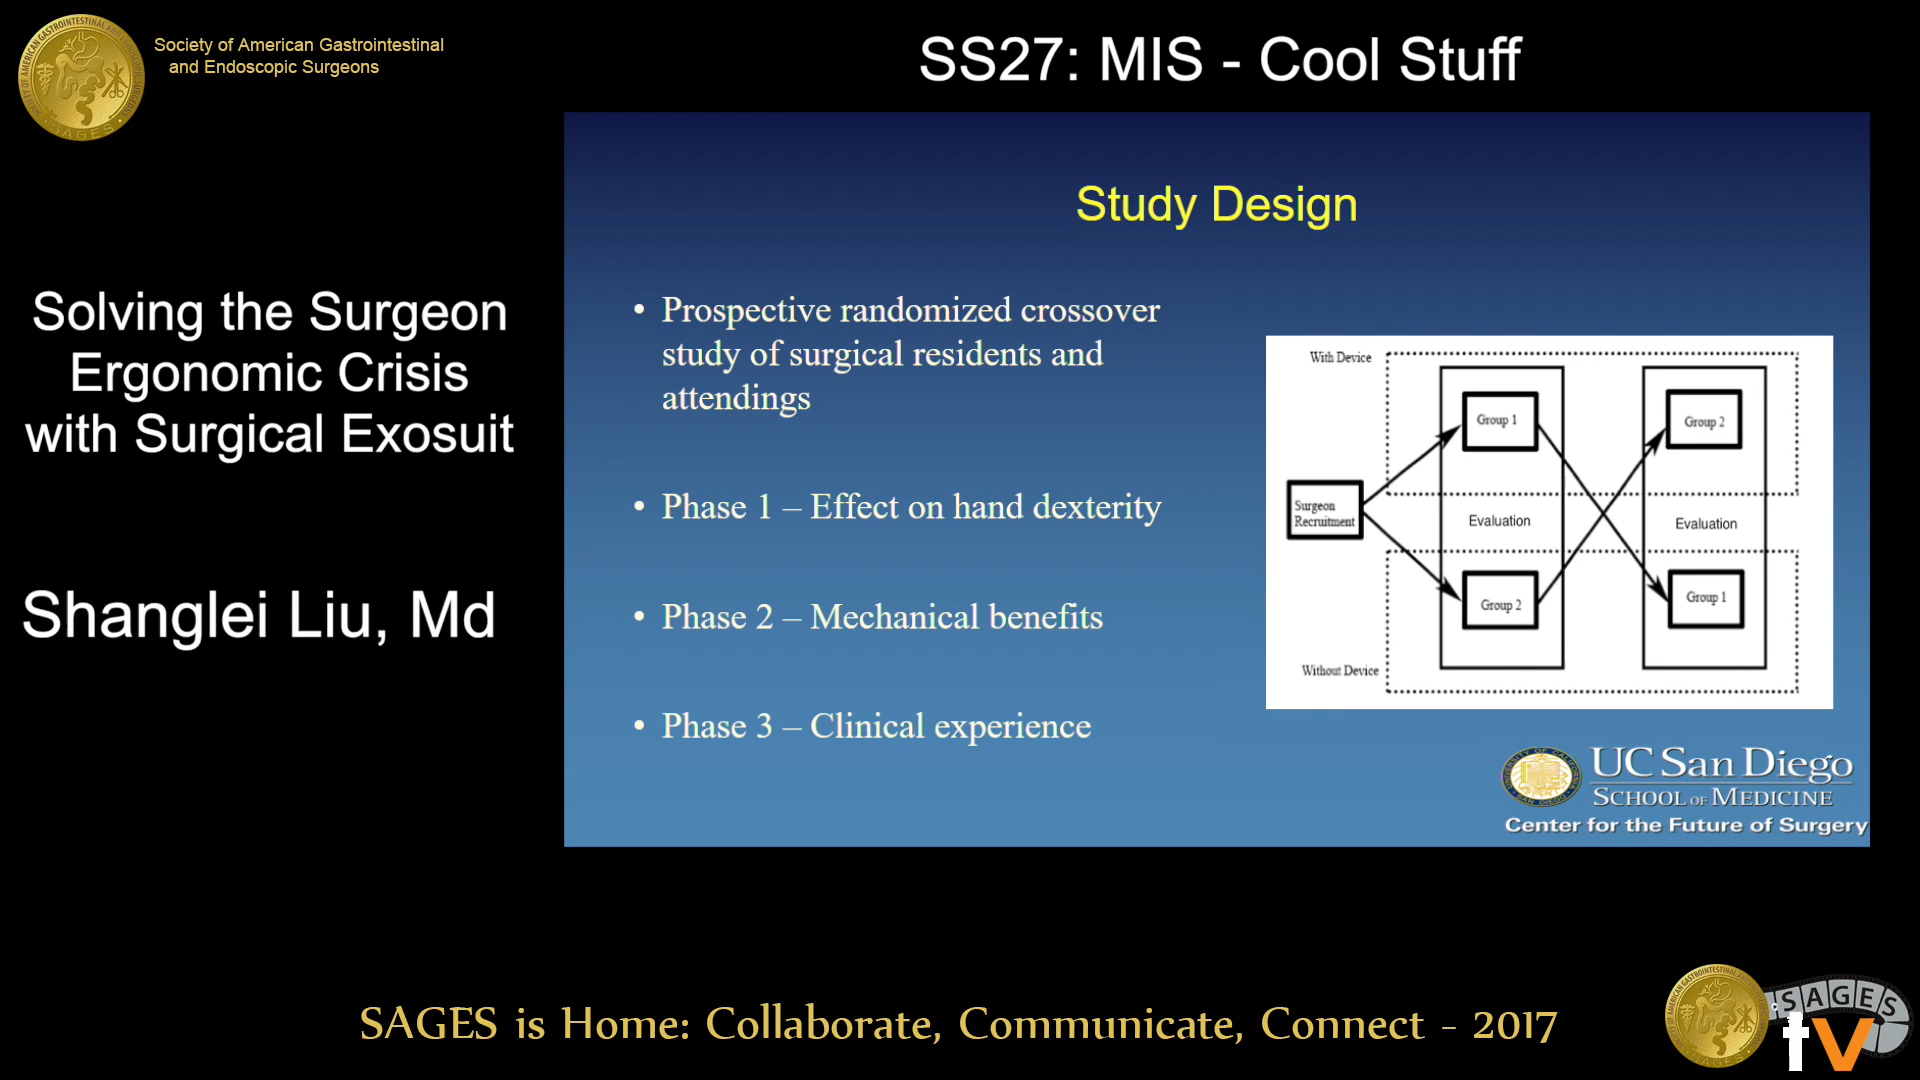 Society of American Gastrointestinal
and Endoscopic Surgeons
SS27: MIS - Cool Stuff
Solving the Surgeon
Ergonomic Crisis
with Surgical Exosuit
Shanglei Liu, Md
Study Design
• Prospective randomized crossover
study of surgical residents and
attendings
• Phase 1 – Effect on hand dexterity
• Phase 2 – Mechanical benefits
• Phase 3 – Clinical experience
With Device
Group 1
Group 2
Surgeon
Recruitment
Evaluation
Evaluation
Group 2
Group 1
Without Device
UC San Diego
School of Medicine
Center for the Future of Surgery
SAGES is Home: Collaborate, Communicate, Connect - 2017
SAGES
tv